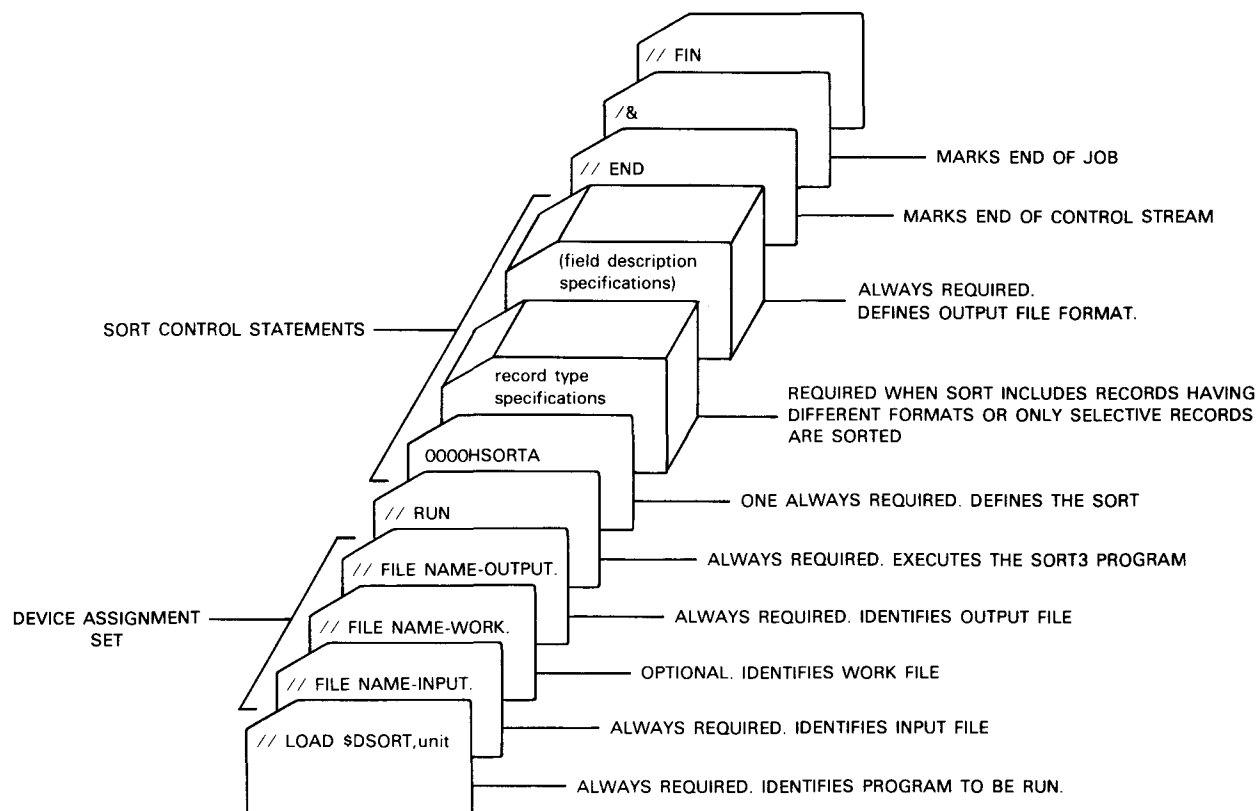 // FIN
/&
MARKS END OF JOB
// END
MARKS END OF CONTROL STREAM
(field description
specifications)
ALWAYS REQUIRED.
DEFINES OUTPUT FILE FORMAT.
SORT CONTROL STATEMENTS
record type
specifications
REQUIRED WHEN SORT INCLUDES RECORDS HAVING
DIFFERENT FORMATS OR ONLY SELECTIVE RECORDS
ARE SORTED
0000HSORTA
ONE ALWAYS REQUIRED. DEFINES THE SORT
// RUN
ALWAYS REQUIRED. EXECUTES THE SORT3 PROGRAM
// FILE NAME-OUTPUT.
DEVICE ASSIGNMENT
SET
ALWAYS REQUIRED. IDENTIFIES OUTPUT FILE
// FILE NAME-WORK.
OPTIONAL. IDENTIFIES WORK FILE
// FILE NAME-INPUT.
ALWAYS REQUIRED. IDENTIFIES INPUT FILE
// LOAD $DSORT,unit
ALWAYS REQUIRED. IDENTIFIES PROGRAM TO BE RUN.